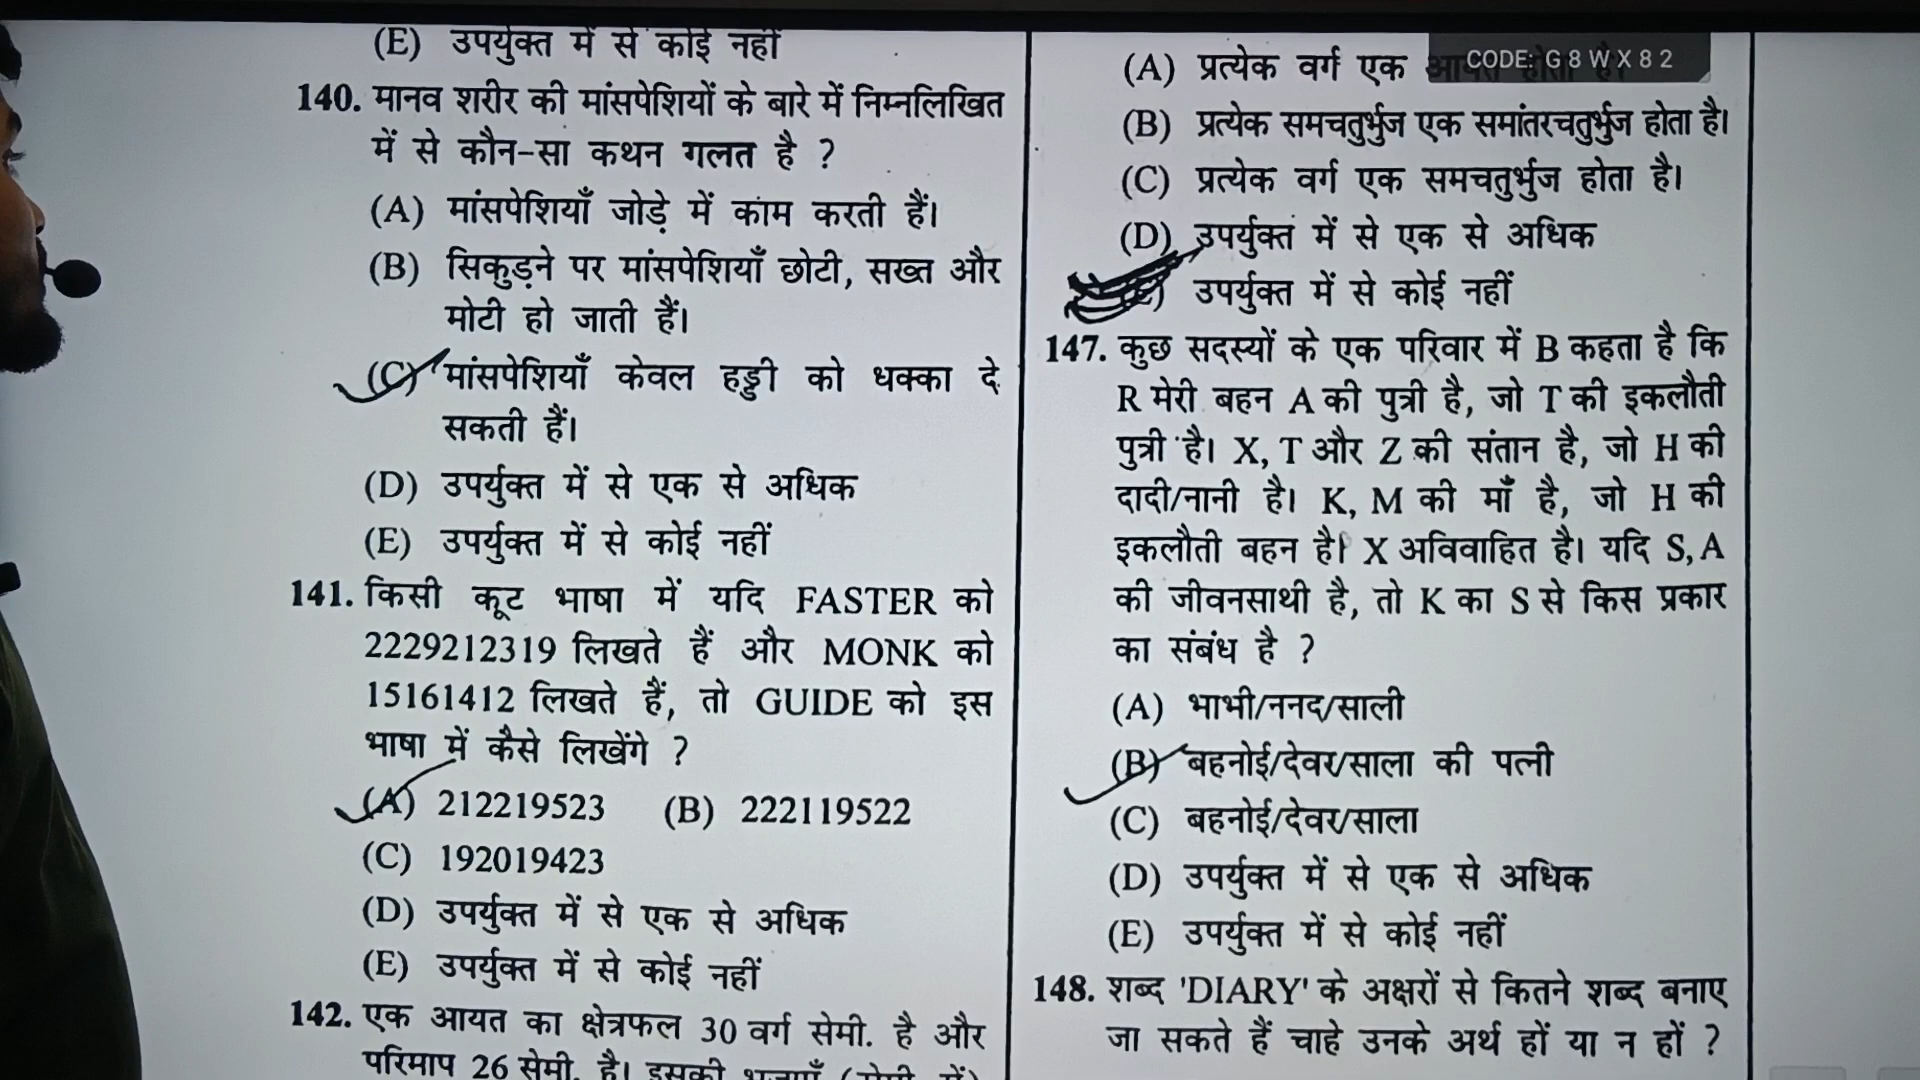 (E) उपर्युक्त में से कोई नहीं
140. मानव शरीर की मांसपेशियों के बारे में निम्नलिखित
में से कौन-सा कथन गलत है ?
(A) मांसपेशियाँ जोड़े में काम करती हैं।
(B) सिकुड़ने पर मांसपेशियाँ छोटी, सख्त और
मोटी हो जाती हैं।
(C) मांसपेशियाँ केवल हड्डी को धक्का दे
सकती हैं।
(D) उपर्युक्त में से एक से अधिक
(E) उपर्युक्त में से कोई नहीं
141. किसी कूट भाषा में यदि FASTER को
2229212319 लिखते हैं और MONK को
15161412 लिखते हैं, तो GUIDE को इस
भाषा में कैसे लिखेंगे ?
(A) 212219523 (B) 222119522
(C) 192019423
(D) उपर्युक्त में से एक से अधिक
(E) उपर्युक्त में से कोई नहीं
142. एक आयत का क्षेत्रफल 30 वर्ग सेमी. है और
परिमाप 26 सेमी. है। इसकी भुजाएँ
CODE: G8WX82
(A) प्रत्येक वर्ग एक आयत होता है।
(B) प्रत्येक समचतुर्भुज एक समांतरचतुर्भुज होता है।
(C) प्रत्येक वर्ग एक समचतुर्भुज होता है।
(D) उपर्युक्त में से एक से अधिक
(E) उपर्युक्त में से कोई नहीं
147. कुछ सदस्यों के एक परिवार में B कहता है कि
R मेरी बहन A की पुत्री है, जो T की इकलौती
पुत्री है। X, T और Z की संतान है, जो H की
दादी/नानी है। K, M की माँ है, जो H की
इकलौती बहन है। X अविवाहित है। यदि S, A
की जीवनसाथी है, तो K का S से किस प्रकार
का संबंध है ?
(A) भाभी/ननद/साली
(B) बहनोई/देवर/साला की पत्नी
(C) बहनोई/देवर/साला
(D) उपर्युक्त में से एक से अधिक
(E) उपर्युक्त में से कोई नहीं
148. शब्द 'DIARY' के अक्षरों से कितने शब्द बनाए
जा सकते हैं चाहे उनके अर्थ हों या न हों ?